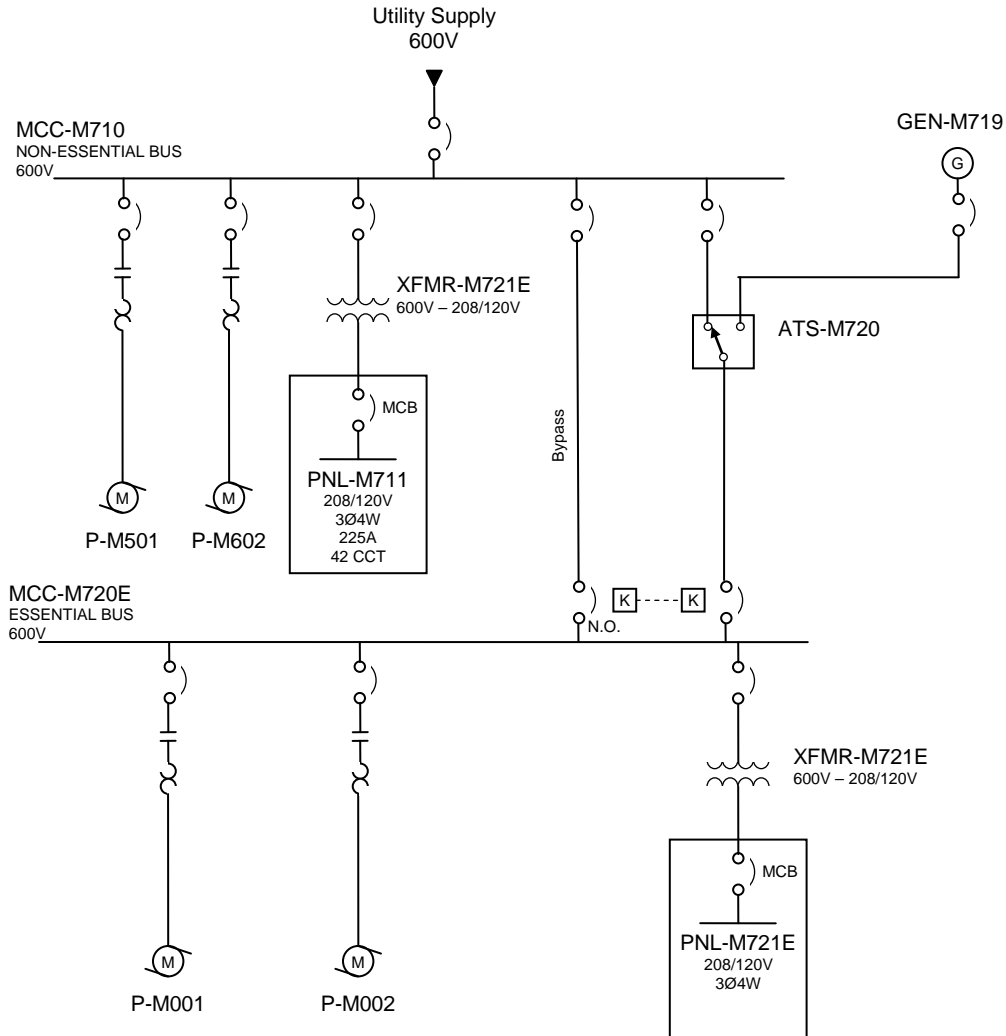 Utility Supply
600V
MCC-M710
NON-ESSENTIAL BUS
600V
GEN-M719
G
XFMR-M721E
600V – 208/120V
ATS-M720
MCB
Bypass
PNL-M711
208/120V
3Ø4W
225A
42 CCT
M
M
P-M501
P-M602
MCC-M720E
ESSENTIAL BUS
600V
K
K
N.O.
XFMR-M721E
600V – 208/120V
MCB
PNL-M721E
208/120V
3Ø4W
M
M
P-M001
P-M002